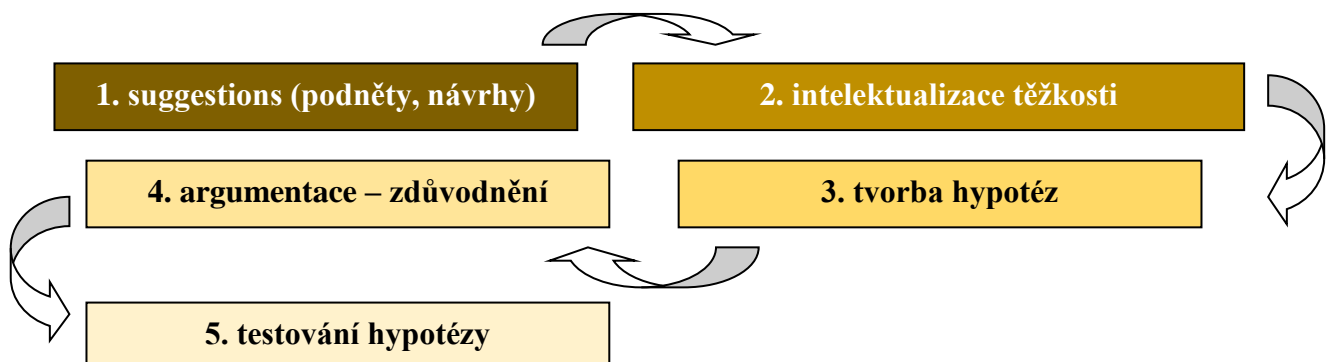 1. suggestions (podněty, návrhy)
2. intelektualizace těžkosti
3. tvorba hypotéz
4. argumentace – zdůvodnění
5. testování hypotézy